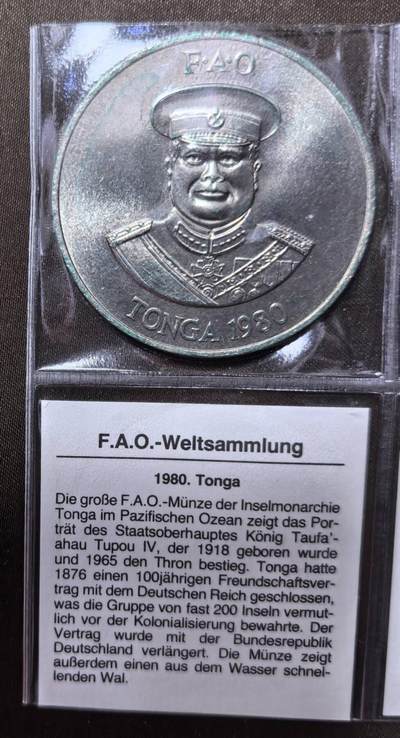 F·A·O
TONGA 1980
F.A.O.-Weltsammlung
1980. Tonga
Die große F.A.O.-Münze der Inselmonarchie
Tonga im Pazifischen Ozean zeigt das Por-
trät des Staatsoberhauptes König Taufa'-
ahau Tupou IV, der 1918 geboren wurde
und 1965 den Thron bestieg. Tonga hatte
1876 einen 100jährigen Freundschaftsver-
trag mit dem Deutschen Reich geschlossen,
was die Gruppe von fast 200 Inseln vermut-
lich vor der Kolonialisierung bewahrte. Der
Vertrag wurde mit der Bundesrepublik
Deutschland verlängert. Die Münze zeigt
außerdem einen aus dem Wasser schnel-
lenden Wal.